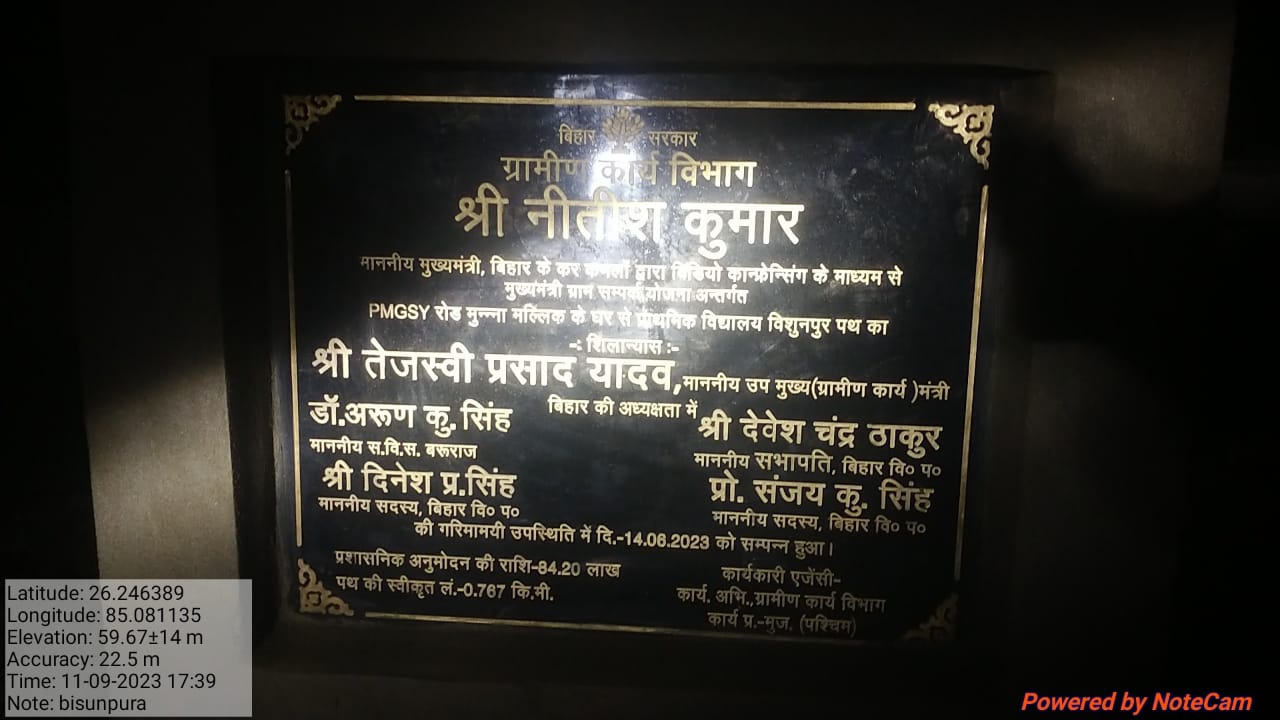 बिहार सरकार
ग्रामीण कार्य विभाग
श्री नीतीश कुमार
माननीय मुख्यमंत्री, बिहार के कर कमलों द्वारा विडियो कान्फ्रेन्सिंग के माध्यम से
मुख्यमंत्री ग्राम सम्पर्क योजना अन्तर्गत
PMGSY रोड मुन्ना मल्लिक के घर से प्राथमिक विद्यालय विशुनपुर पथ का
-: शिलान्यास :-
श्री तेजस्वी प्रसाद यादव, माननीय उप मुख्य(ग्रामीण कार्य )मंत्री
बिहार की अध्यक्षता में
डॉ.अरूण कु. सिंह
माननीय स.वि.स. बरूराज
श्री देवेश चंद्र ठाकुर
माननीय सभापति, बिहार वि० प०
श्री दिनेश प्र.सिंह
माननीय सदस्य, बिहार वि० प०
प्रो. संजय कु. सिंह
माननीय सदस्य, बिहार वि० प०
की गरिमामयी उपस्थिति में दि.-14.06.2023 को सम्पन्न हुआ।
प्रशासनिक अनुमोदन की राशि-84.20 लाख
पथ की स्वीकृत लं.-0.767 कि.मी.
कार्यकारी एजेंसी-
कार्य. अभि.,ग्रामीण कार्य विभाग
कार्य प्र.-मुज. (पश्चिम)
Latitude: 26.246389
Longitude: 85.081135
Elevation: 59.67±14 m
Accuracy: 22.5 m
Time: 11-09-2023 17:39
Note: bisunpura
Powered by NoteCam